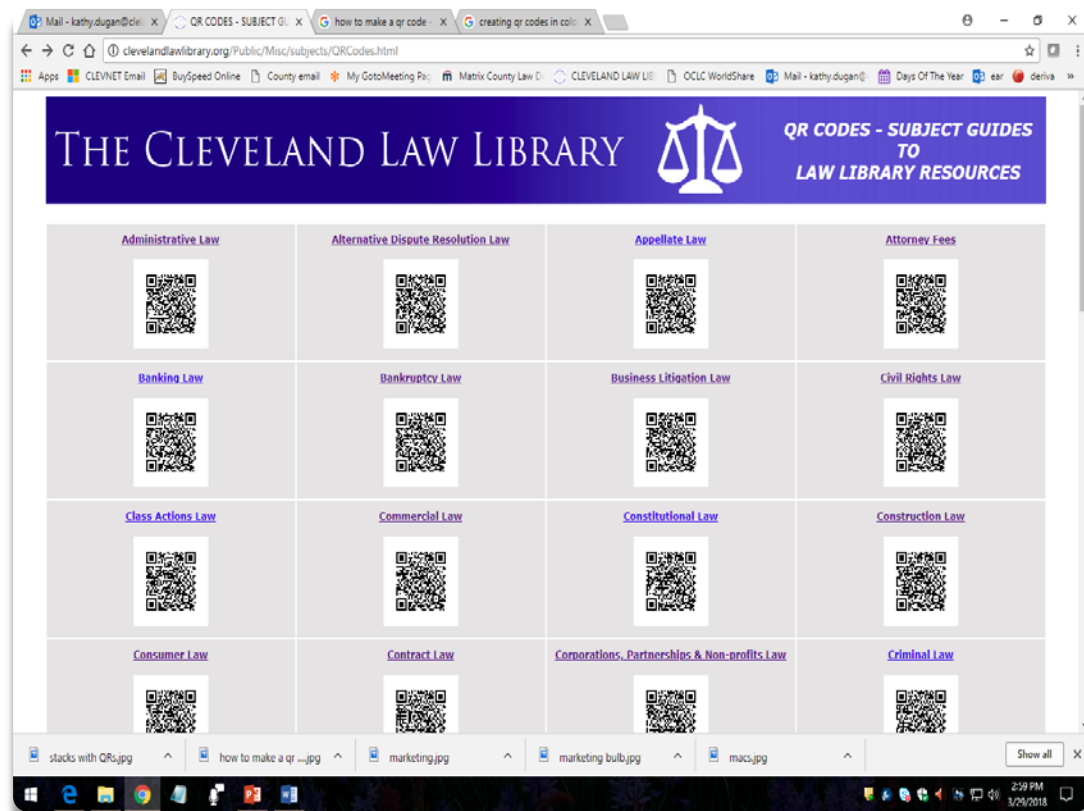 Mail - kathy.dugan@cle
QR CODES - SUBJECT GU
how to make a qr code -
creating qr codes in colo
clevelandlawlibrary.org/Public/Misc/subjects/QRCodes.html
Apps CLEVNET Email BuySpeed Online County email My GotoMeeting Pag Matrix County Law D CLEVELAND LAW LIB OCLC WorldShare Mail - kathy.dugan@ Days Of The Year ear deriva »
THE CLEVELAND LAW LIBRARY
QR CODES - SUBJECT GUIDES
TO
LAW LIBRARY RESOURCES
Administrative Law Alternative Dispute Resolution Law Appellate Law Attorney Fees
Banking Law Bankruptcy Law Business Litigation Law Civil Rights Law
Class Actions Law Commercial Law Constitutional Law Construction Law
Consumer Law Contract Law Corporations, Partnerships & Non-profits Law Criminal Law
stacks with QRs.jpg how to make a qr ....jpg marketing.jpg marketing bulb.jpg macs.jpg Show all
2:59 PM
3/29/2018